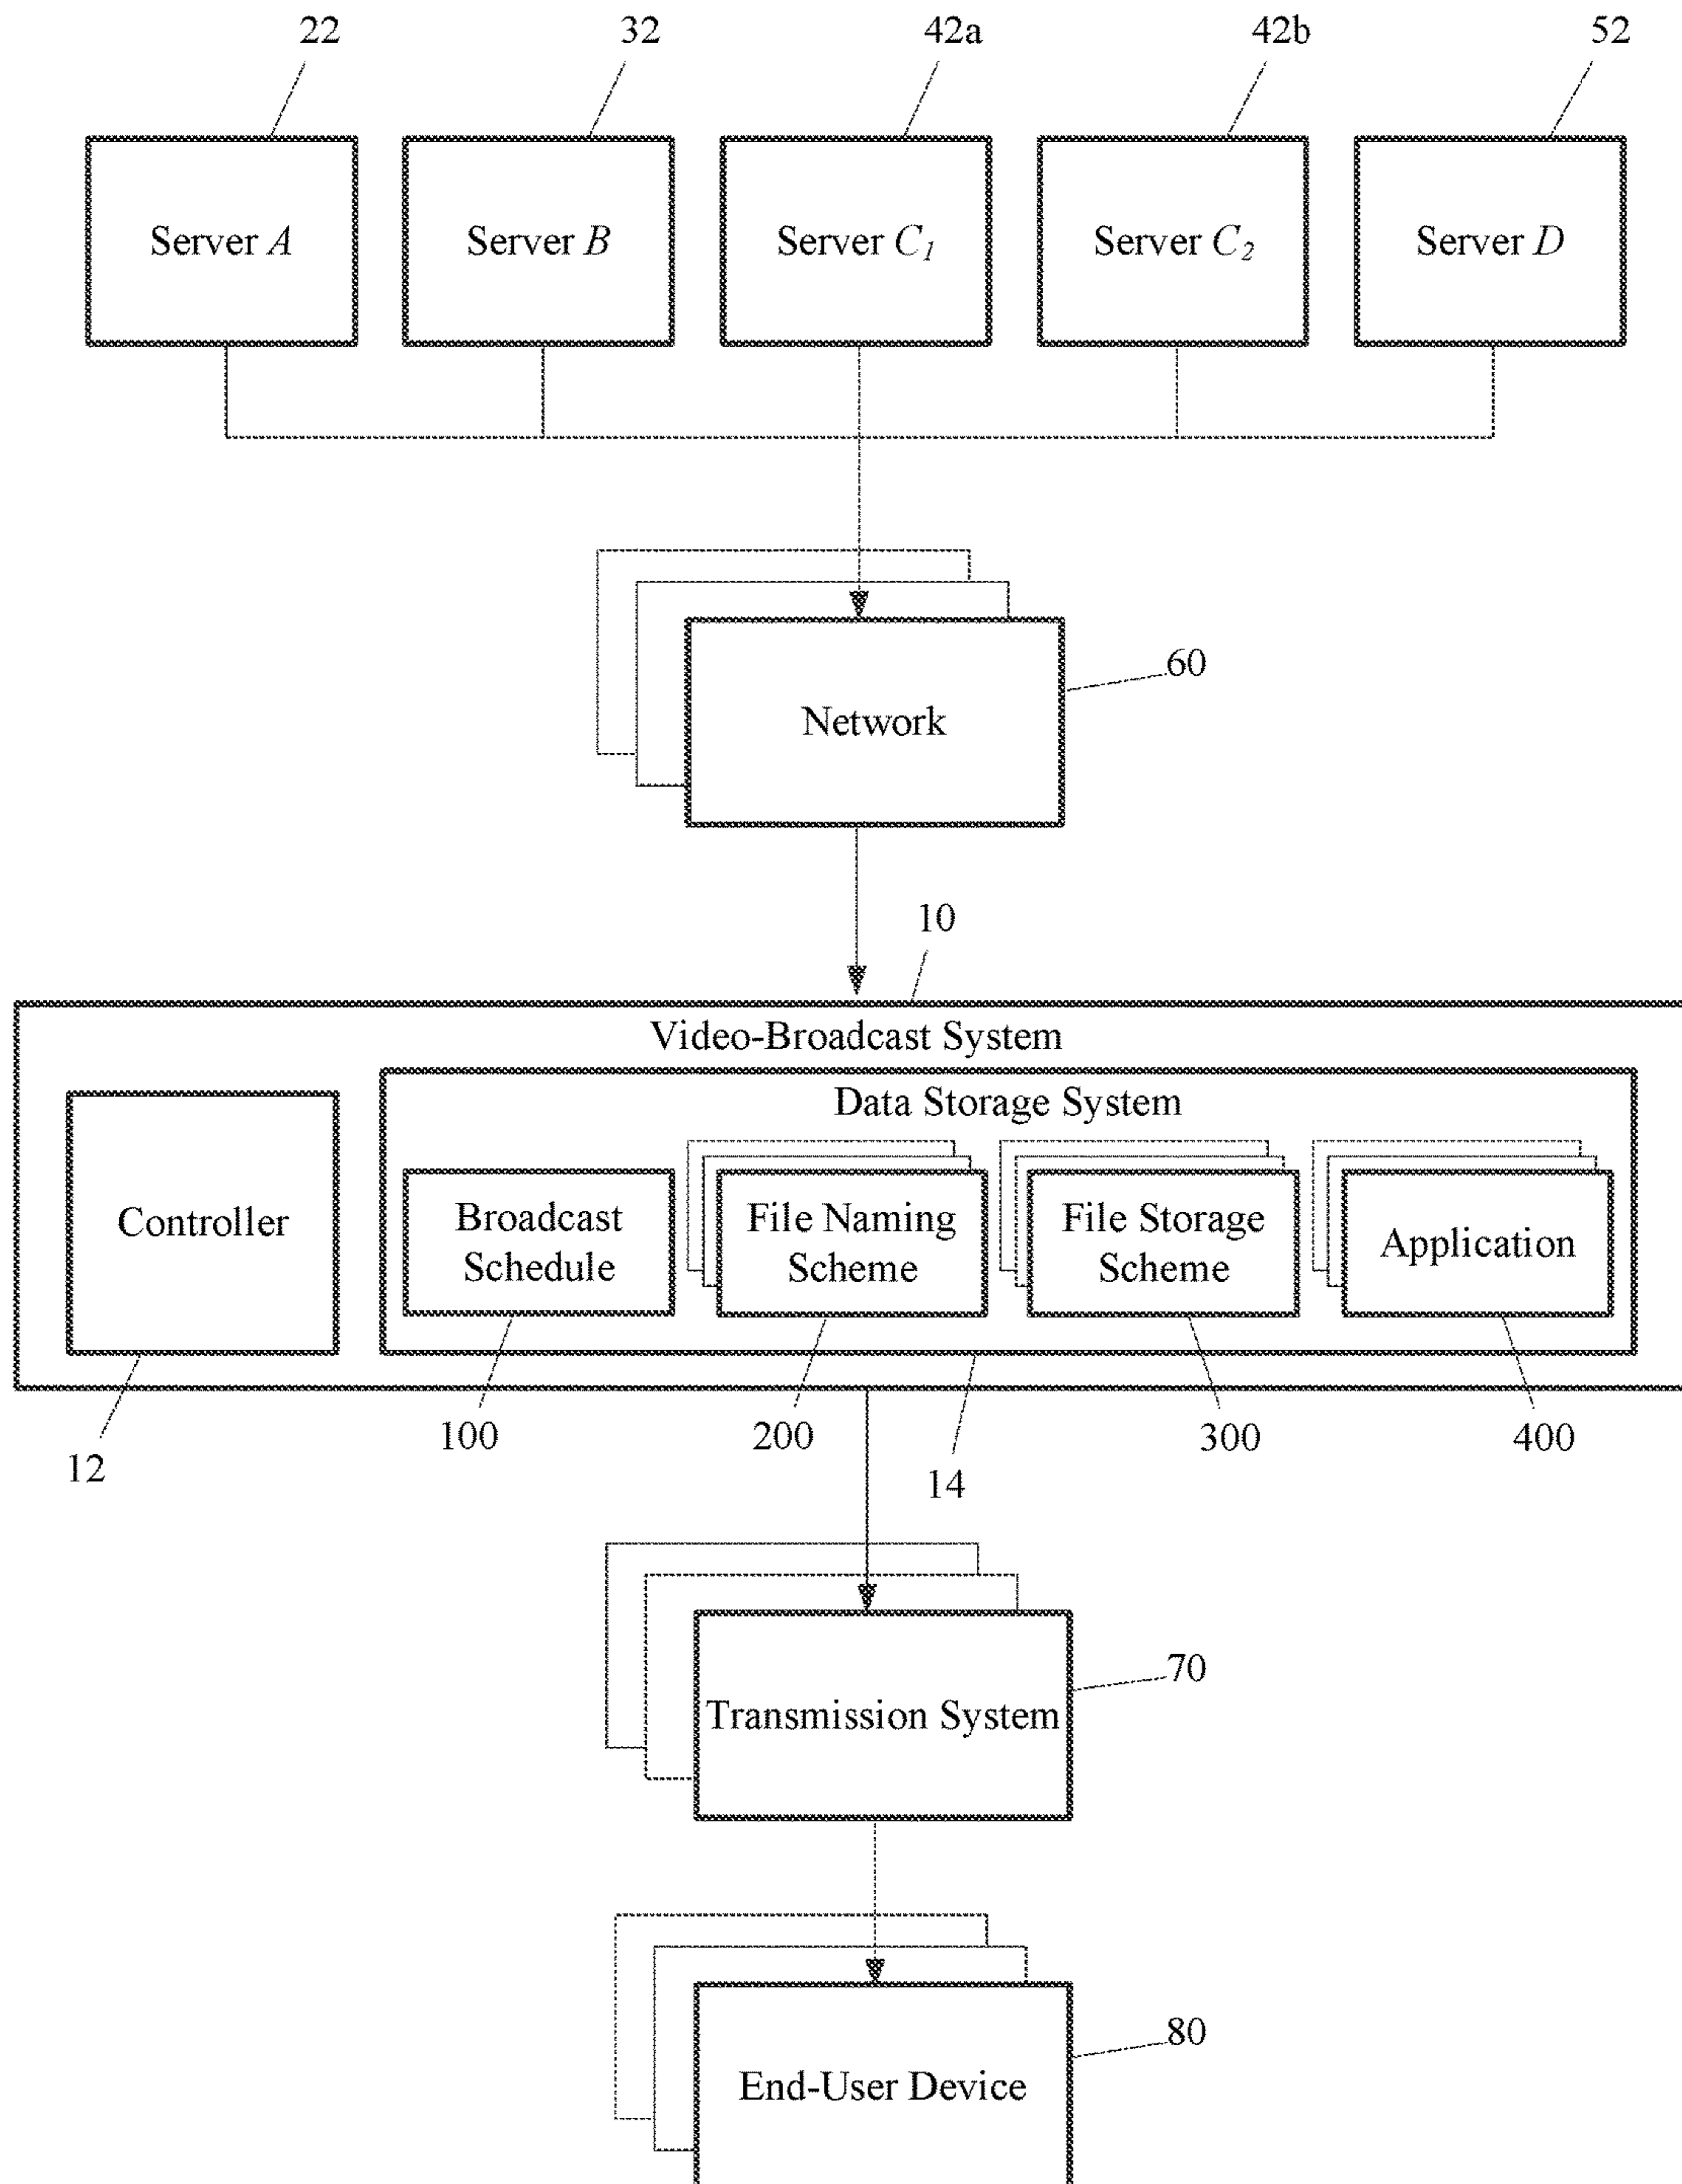 22 32 42a 42b 52
Server A Server B Server C₁ Server C₂ Server D
60
Network
10
Video-Broadcast System
Data Storage System
Controller
Broadcast
Schedule
File Naming
Scheme
File Storage
Scheme
Application
12
100
200
14
300
400
70
Transmission System
80
End-User Device